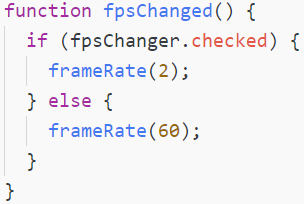 function fpsChanged() {
  if (fpsChanger.checked) {
    frameRate(2);
  } else {
    frameRate(60);
  }
}